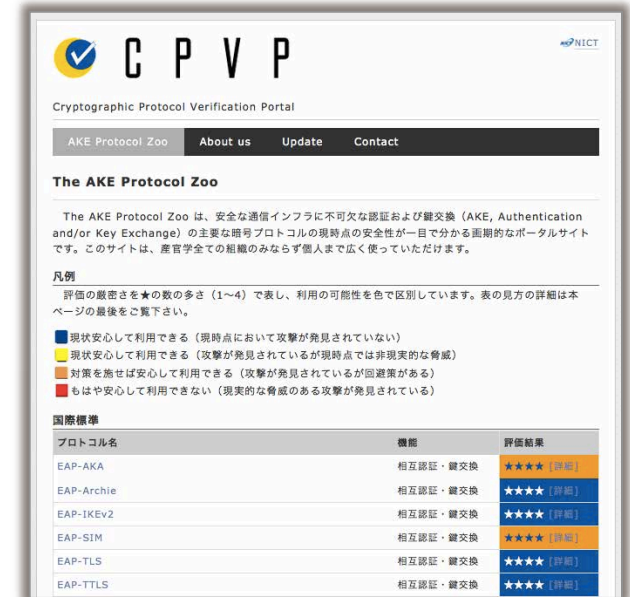 CPVP
NICT
Cryptographic Protocol Verification Portal
AKE Protocol Zoo About us Update Contact
The AKE Protocol Zoo
The AKE Protocol Zoo は、安全な通信インフラに不可欠な認証および鍵交換（AKE, Authentication
and/or Key Exchange）の主要な暗号プロトコルの現時点の安全性が一目で分かる画期的なポータルサイト
です。このサイトは、産官学全ての組織のみならず個人まで広く使っていただけます。
凡例
評価の厳密さを★の数の多さ（1〜4）で表し、利用の可能性を色で区別しています。表の見方の詳細は本
ページの最後をご覧下さい。
現状安心して利用できる（現時点において攻撃が発見されていない）
現状安心して利用できる（攻撃が発見されているが現時点では非現実的な脅威）
対策を施せば安心して利用できる（攻撃が発見されているが回避策がある）
もはや安心して利用できない（現実的な脅威のある攻撃が発見されている）
国際標準
プロトコル名 機能 評価結果
EAP-AKA 相互認証・鍵交換 ★★★★ [詳細]
EAP-Archie 相互認証・鍵交換 ★★★★ [詳細]
EAP-IKEv2 相互認証・鍵交換 ★★★★ [詳細]
EAP-SIM 相互認証・鍵交換 ★★★★ [詳細]
EAP-TLS 相互認証・鍵交換 ★★★★ [詳細]
EAP-TTLS 相互認証・鍵交換 ★★★★ [詳細]